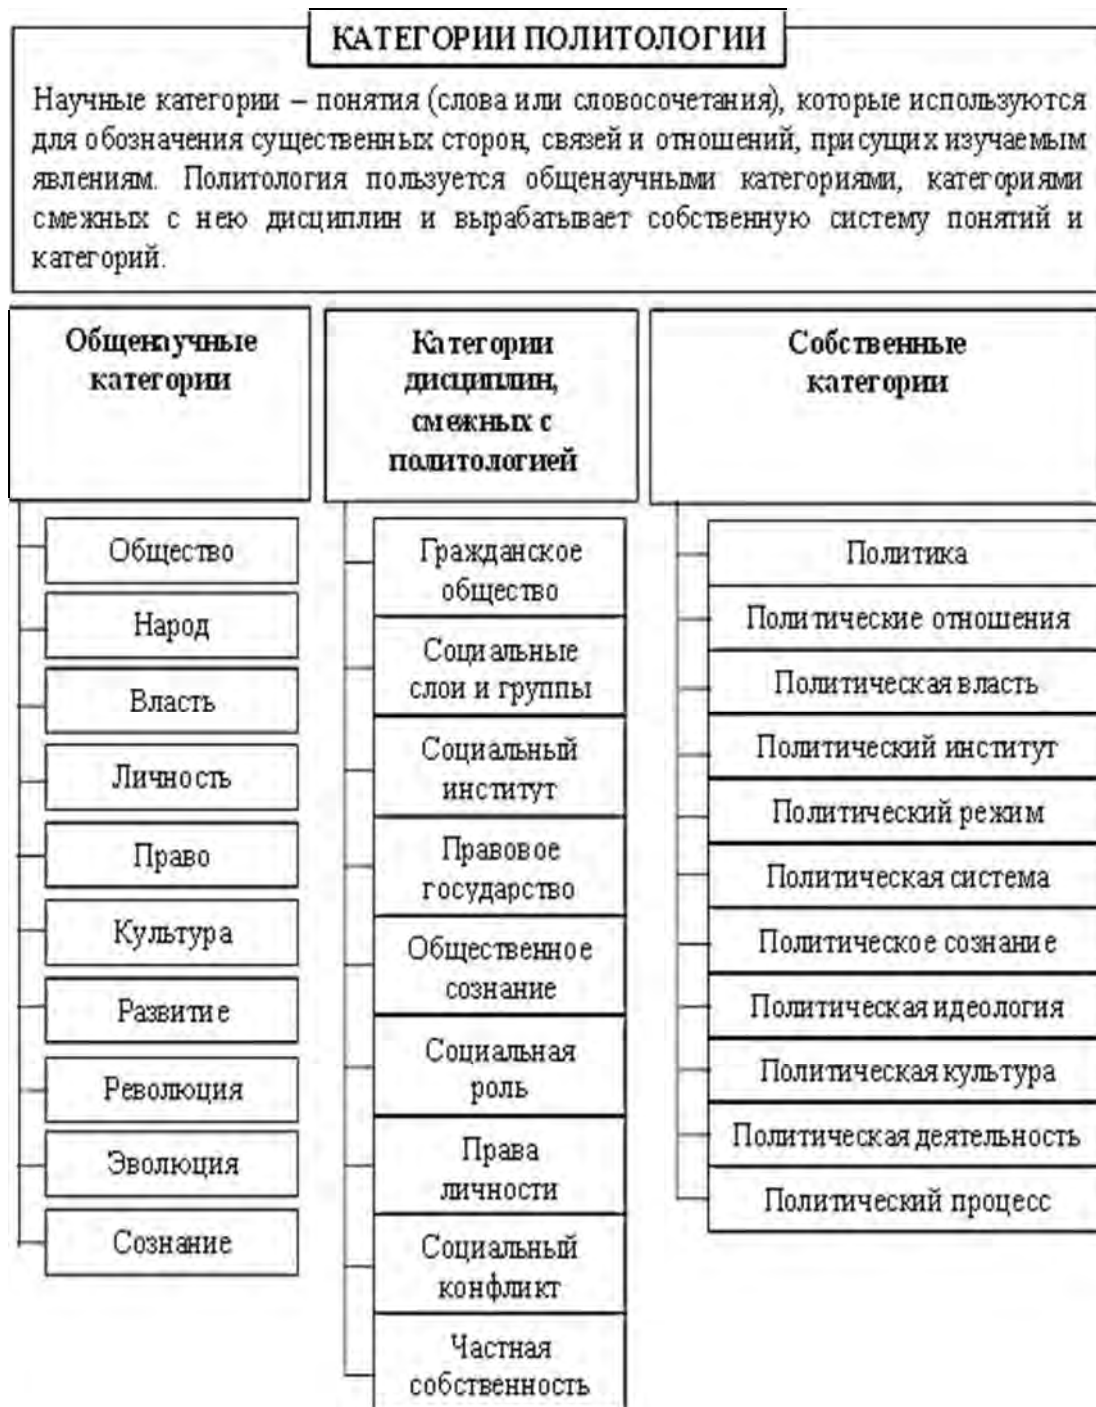 КАТЕГОРИИ ПОЛИТОЛОГИИ
Научные категории – понятия (слова или словосочетания), которые используются
для обозначения существенных сторон, связей и отношений, присущих изучаемым
явлениям. Политология пользуется общенаучными категориями, категориями
смежных с нею дисциплин и вырабатывает собственную систему понятий и
категорий.
Общенаучные
категории
Общество
Народ
Власть
Личность
Право
Культура
Развитие
Революция
Эволюция
Сознание
Категории
дисциплин,
смежных с
политологией
Гражданское
общество
Социальные
слои и группы
Социальный
институт
Правовое
государство
Общественное
сознание
Социальная
роль
Права
личности
Социальный
конфликт
Частная
собственность
Собственные
категории
Политика
Политические отношения
Политическая власть
Политический институт
Политический режим
Политическая система
Политическое сознание
Политическая идеология
Политическая культура
Политическая деятельность
Политический процесс